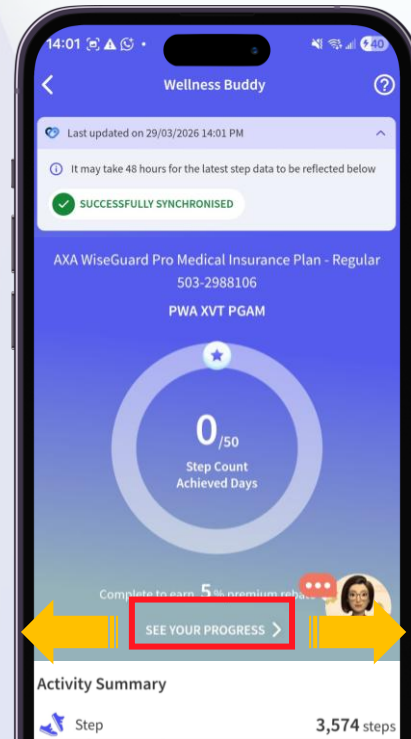 14:01
40
Wellness Buddy
Last updated on 29/03/2026 14:01 PM
It may take 48 hours for the latest step data to be reflected below
SUCCESSFULLY SYNCHRONISED
AXA WiseGuard Pro Medical Insurance Plan - Regular
503-2988106
PWA XVT PGAM
0/50
Step Count
Achieved Days
Complete to earn 5 % premium rebate
SEE YOUR PROGRESS
Activity Summary
Step
3,574 steps